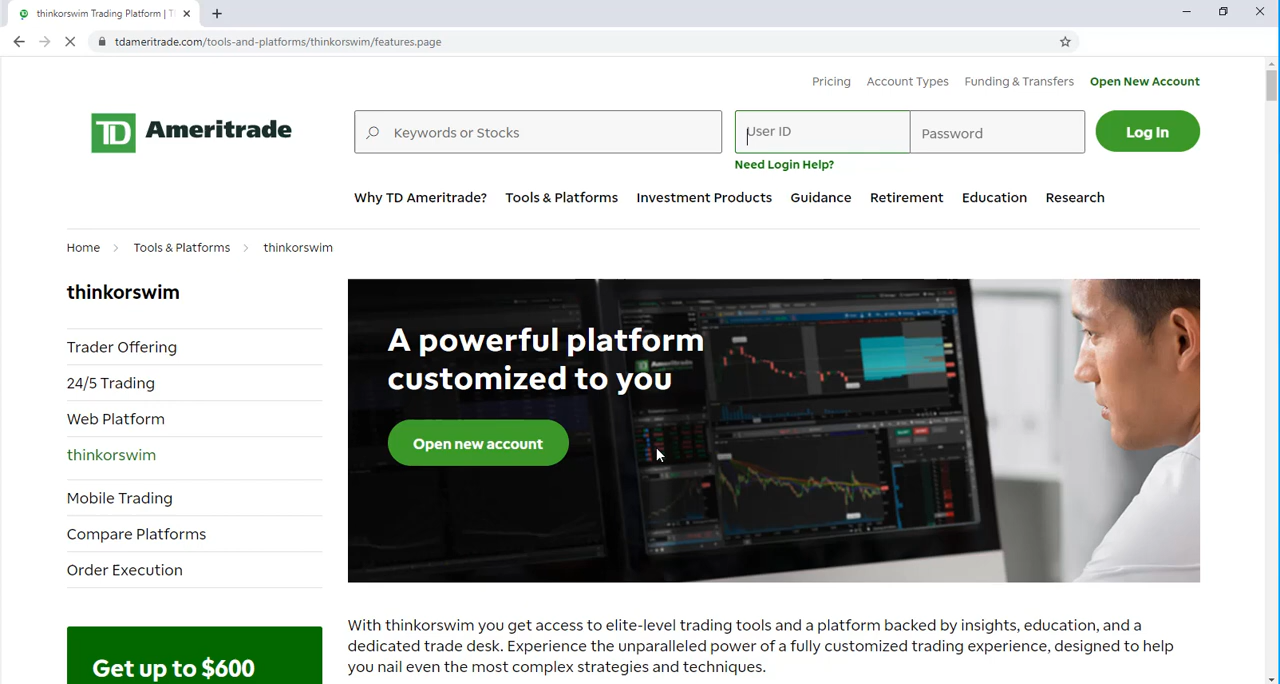 thinkorswim Trading Platform | T
tdameritrade.com/tools-and-platforms/thinkorswim/features.page
Pricing Account Types Funding & Transfers Open New Account
TD Ameritrade
Keywords or Stocks
User ID
Password
Log In
Need Login Help?
Why TD Ameritrade? Tools & Platforms Investment Products Guidance Retirement Education Research
Home > Tools & Platforms > thinkorswim
thinkorswim
Trader Offering
24/5 Trading
Web Platform
thinkorswim
Mobile Trading
Compare Platforms
Order Execution
Get up to $600
A powerful platform
customized to you
Open new account
Ameritrade
With thinkorswim you get access to elite-level trading tools and a platform backed by insights, education, and a
dedicated trade desk. Experience the unparalleled power of a fully customized trading experience, designed to help
you nail even the most complex strategies and techniques.